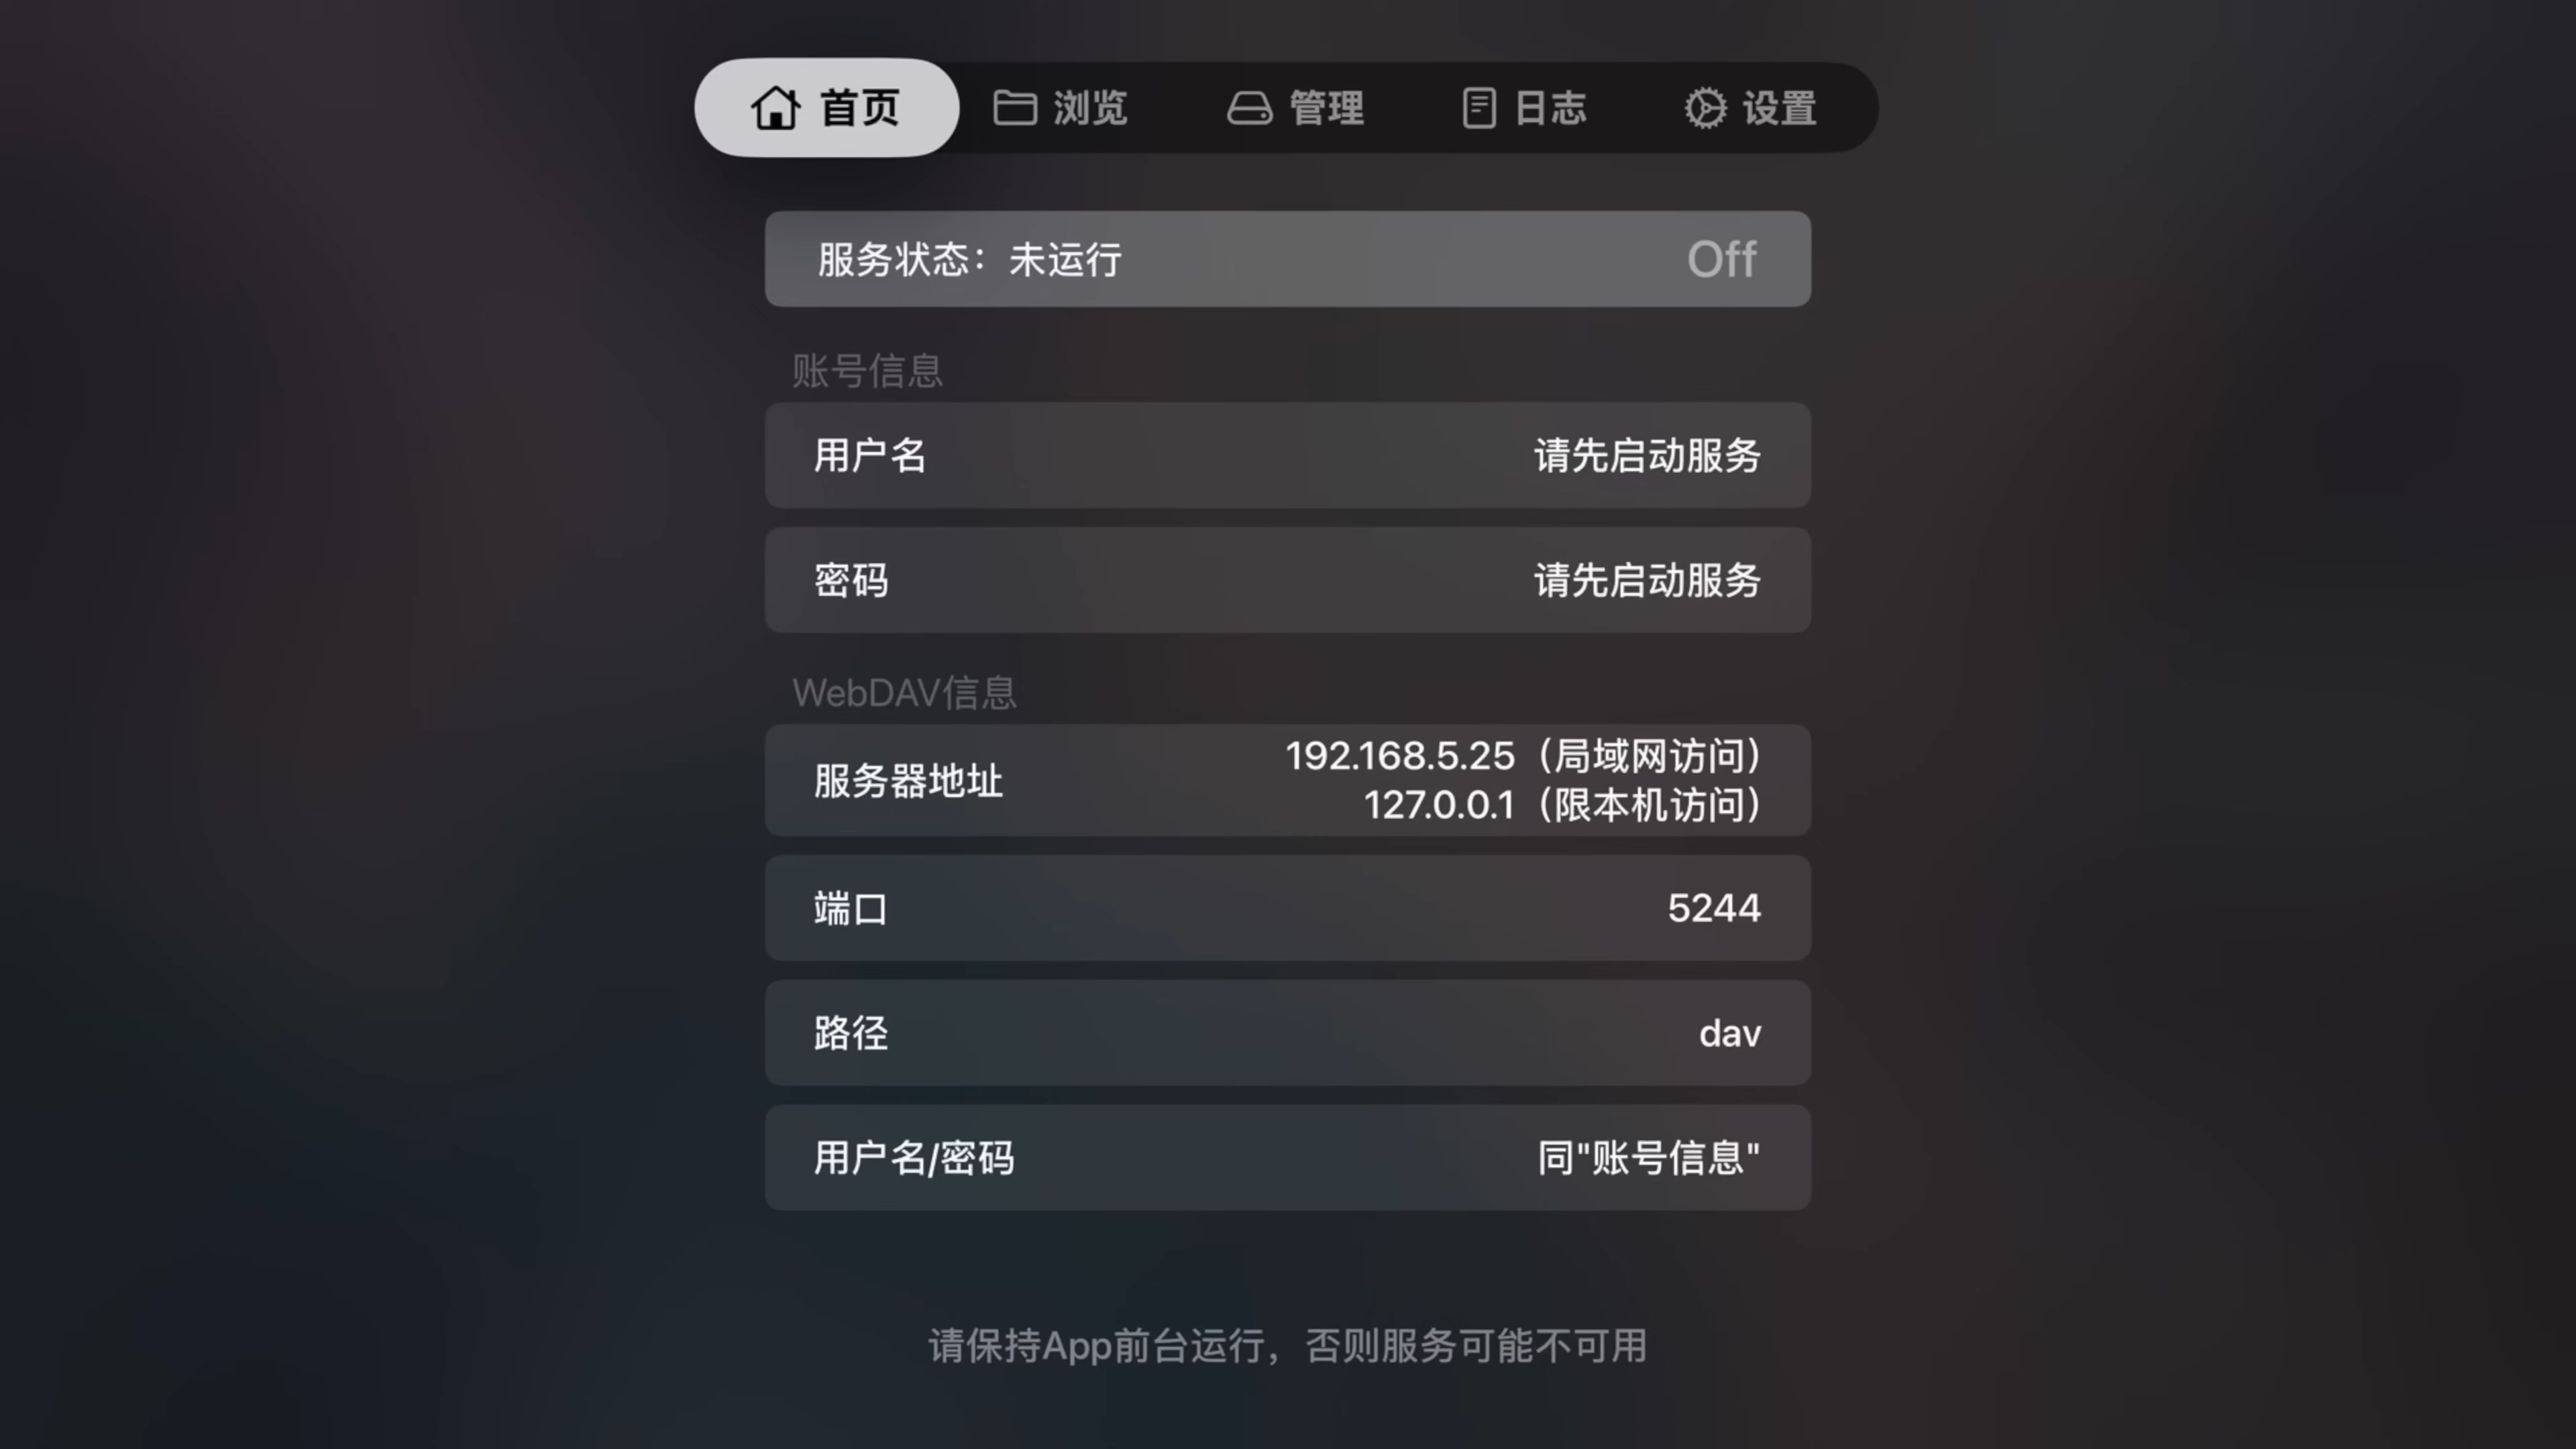 首页 浏览 管理 日志 设置
服务状态：未运行 Off
账号信息
用户名 请先启动服务
密码 请先启动服务
WebDAV信息
服务器地址 192.168.5.25（局域网访问）
127.0.0.1（限本机访问）
端口 5244
路径 dav
用户名/密码 同"账号信息"
请保持App前台运行，否则服务可能不可用